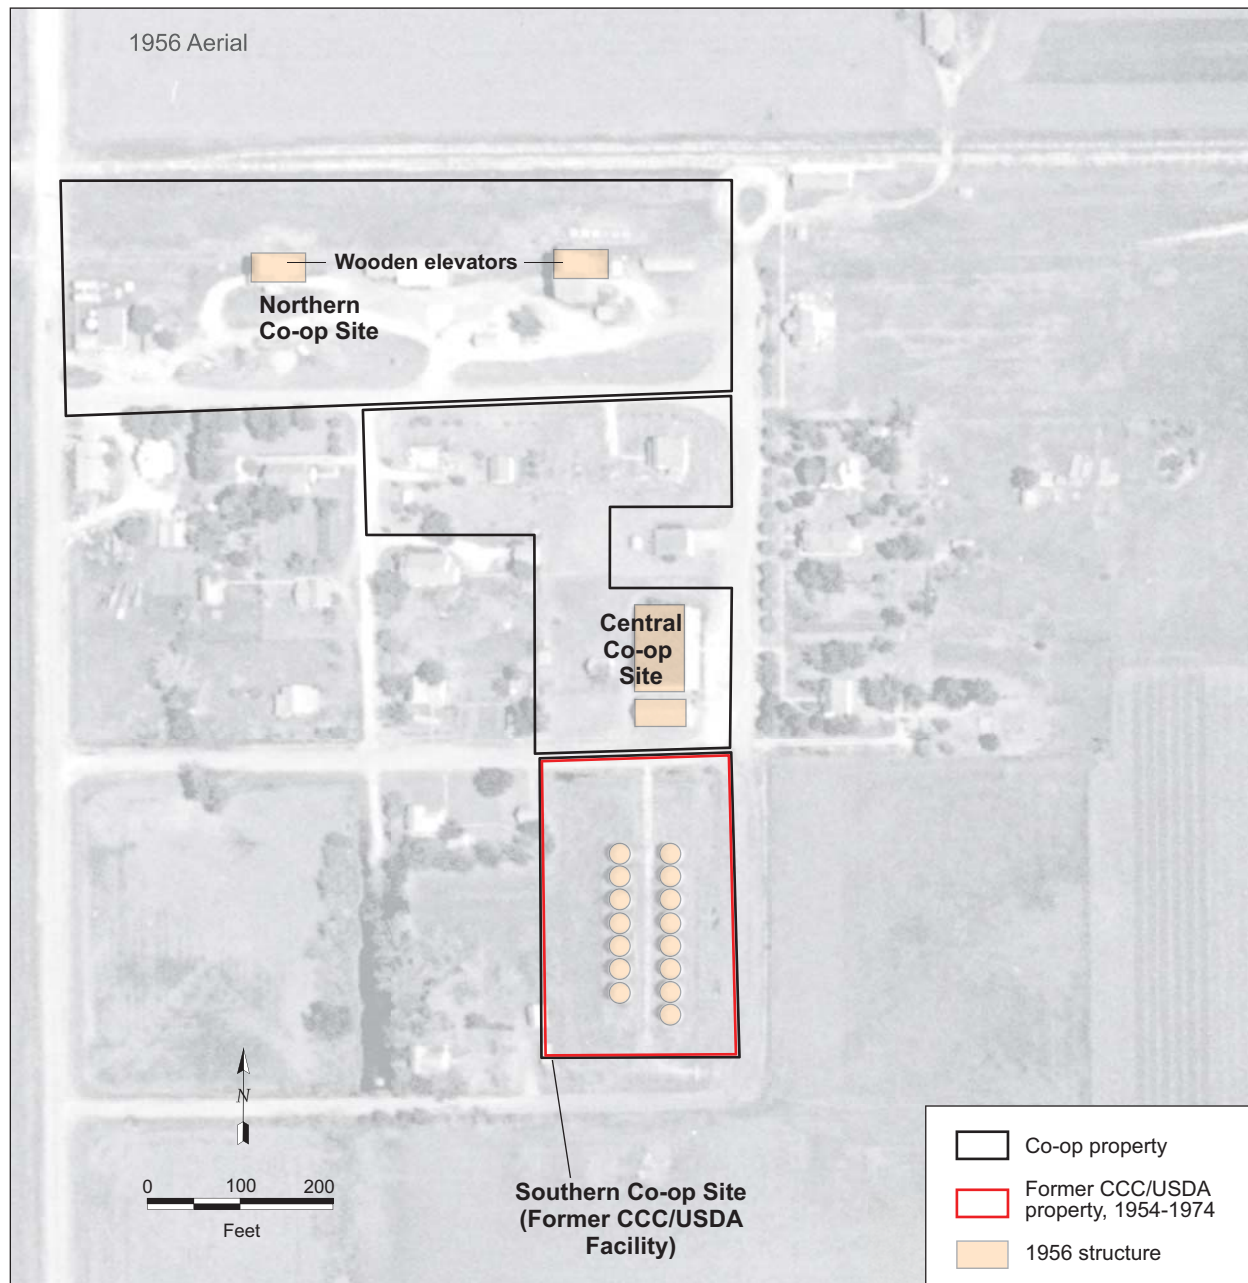 1956 Aerial
Wooden elevators
Northern
Co-op Site
Central
Co-op
Site
N
0 100 200
Feet
Southern Co-op Site
(Former CCC/USDA
Facility)
Co-op property
Former CCC/USDA
property, 1954-1974
1956 structure